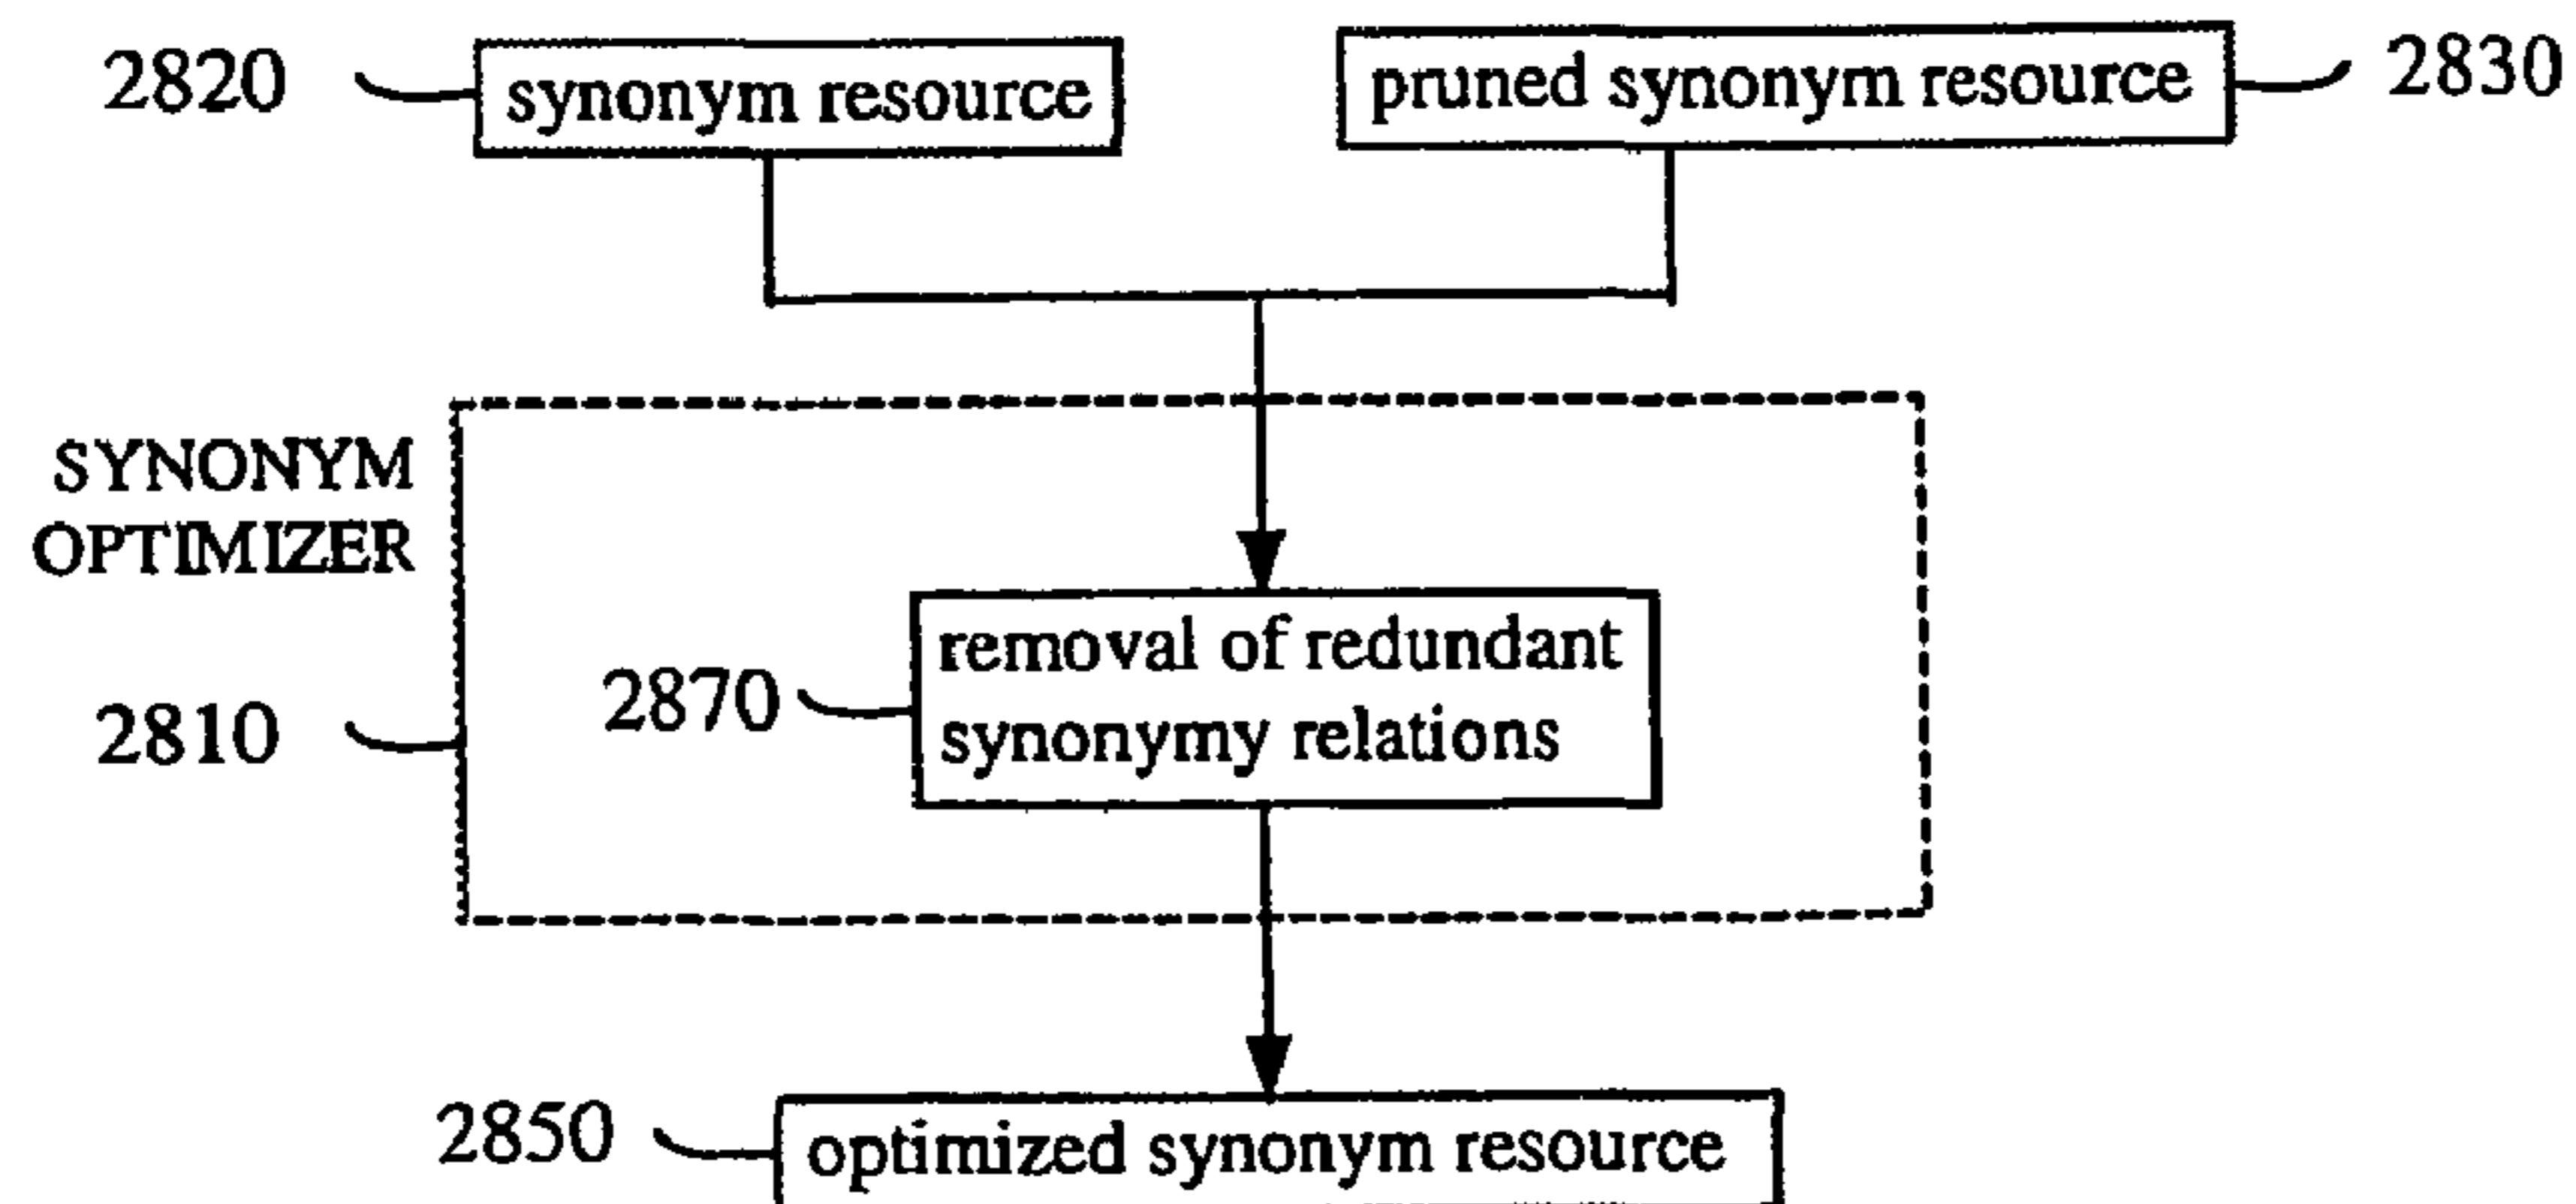 2820
synonym resource
pruned synonym resource
2830
SYNONYM
OPTIMIZER
2810
2870
removal of redundant
synonymy relations
2850
optimized synonym resource